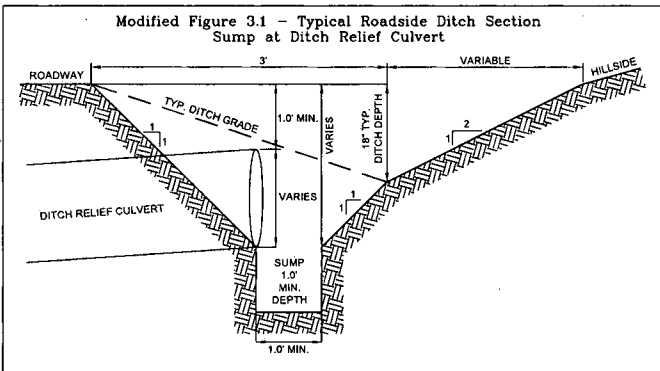 Modified Figure 3.1 – Typical Roadside Ditch Section
Sump at Ditch Relief Culvert
3'
VARIABLE
HILLSIDE
ROADWAY
TYP. DITCH GRADE
1.0' MIN.
VARIES
18" TYP.
DITCH DEPTH
2
1
1
1
VARIES
1
1
DITCH RELIEF CULVERT
SUMP
1.0'
MIN.
DEPTH
1.0' MIN.